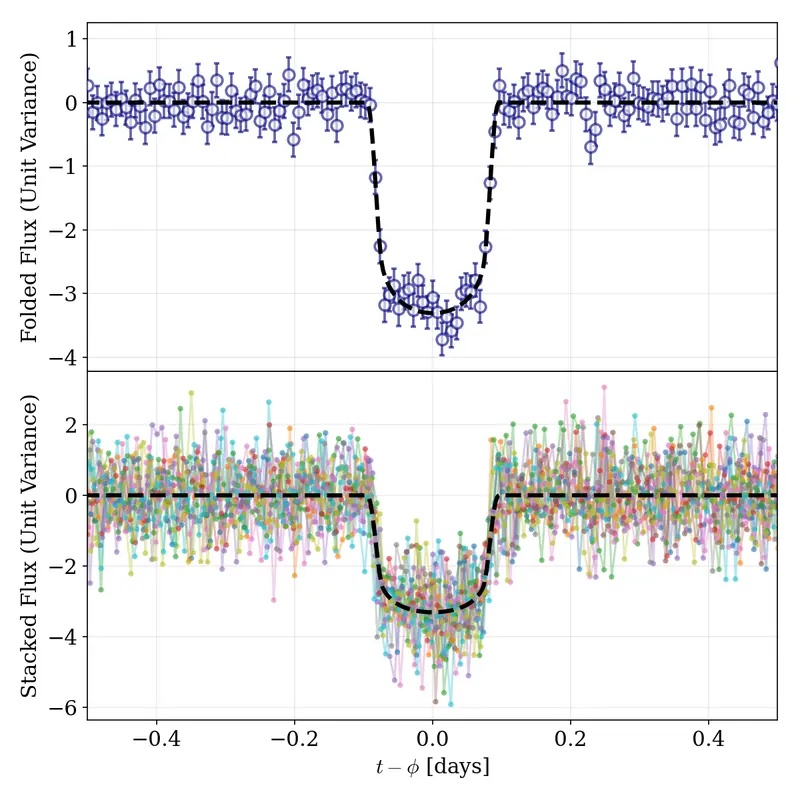 Folded Flux (Unit Variance)
1
0
−1
−2
−3
−4
Stacked Flux (Unit Variance)
2
0
−2
−4
−6
−0.4 −0.2 0.0 0.2 0.4
t − ϕ [days]